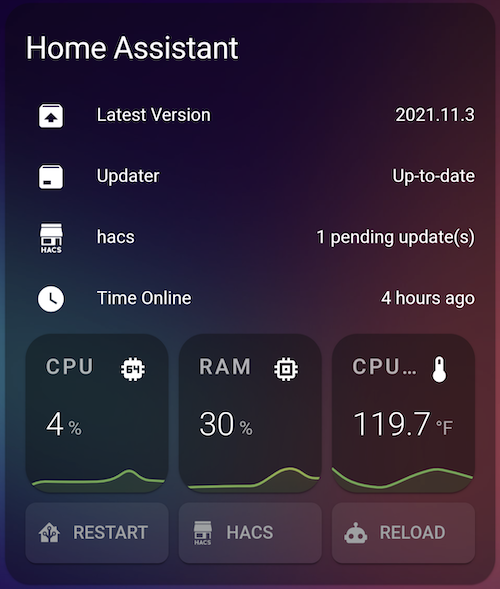 Home Assistant
Latest Version 2021.11.3
Updater Up-to-date
HACS hacs 1 pending update(s)
Time Online 4 hours ago
CPU 64 RAM CPU...
4 % 30 % 119.7 °F
RESTART HACS HACS RELOAD